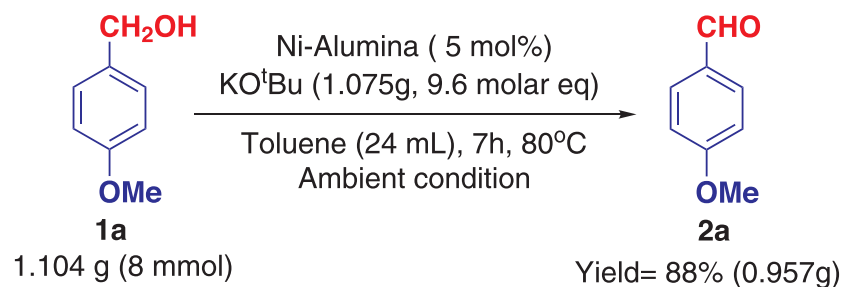 CH₂OH
Ni-Alumina ( 5 mol%)
KOᵗBu (1.075g, 9.6 molar eq)
Toluene (24 mL), 7h, 80ᵒC
Ambient condition
OMe
1a
1.104 g (8 mmol)
CHO
OMe
2a
Yield= 88% (0.957g)